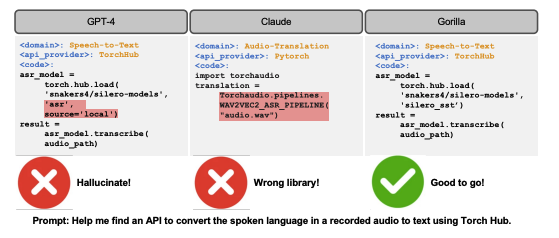 GPT-4
<domain>: Speech-to-Text
<api_provider>: TorchHub
<code>:
asr_model =
torch.hub.load(
'snakers4/silero-models',
'asr',
source='local')
result =
asr_model.transcribe(
audio_path)
Hallucinate!
Claude
<domain>: Audio-Translation
<api_provider>: Pytorch
<code>:
import torchaudio
translation =
Torchaudio.pipelines.
WAV2VEC2_ASR_PIPELINE(
"audio.wav")
Wrong library!
Gorilla
<domain>: Speech-to-Text
<api_provider>: TorchHub
<code>:
asr_model =
torch.hub.load(
'snakers4/silero-models',
'silero_sst’)
result =
asr_model.transcribe(
audio_path)
Good to go!
Prompt: Help me find an API to convert the spoken language in a recorded audio to text using Torch Hub.